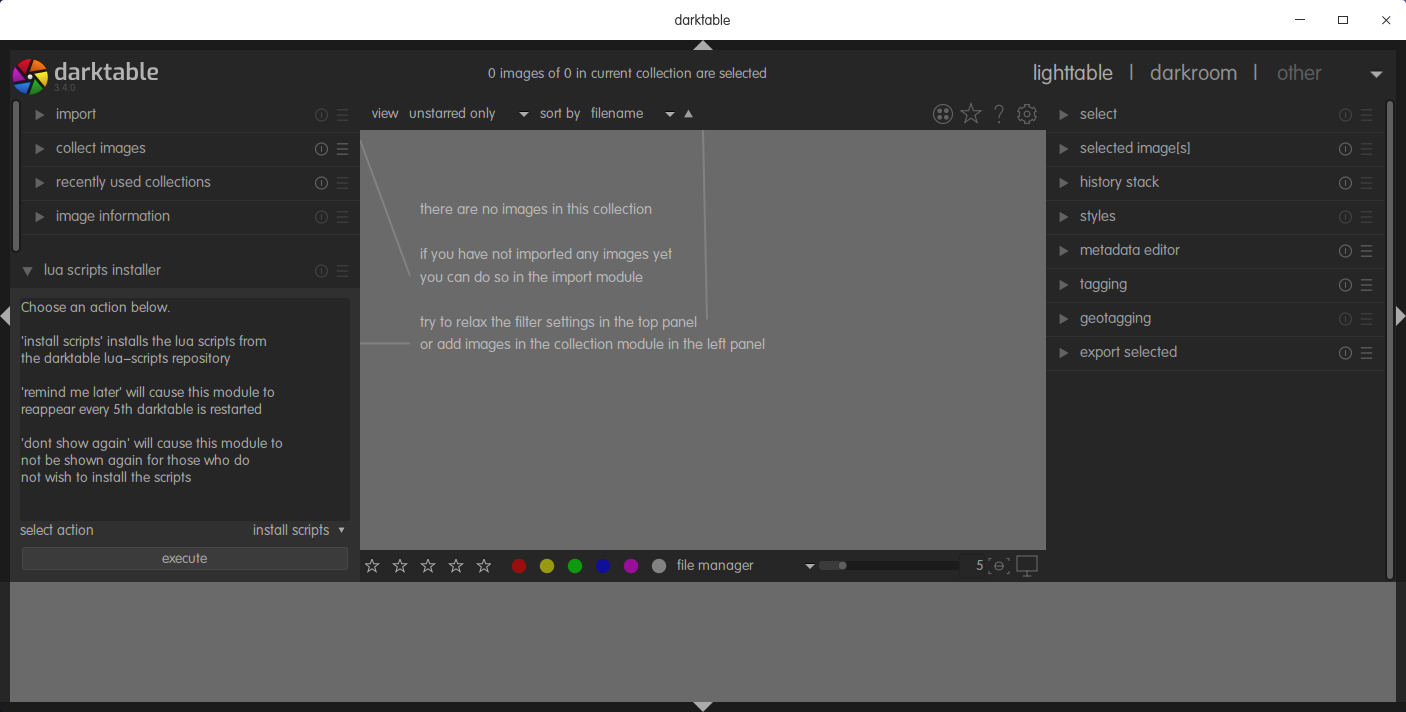 darktable
darktable
3.4.0
0 images of 0 in current collection are selected
lighttable | darkroom | other
import
collect images
recently used collections
image information
lua scripts installer
Choose an action below.
'install scripts' installs the lua scripts from
the darktable lua-scripts repository
'remind me later' will cause this module to
reappear every 5th darktable is restarted
'dont show again' will cause this module to
not be shown again for those who do
not wish to install the scripts
select action install scripts
execute
view unstarred only sort by filename
there are no images in this collection
if you have not imported any images yet
you can do so in the import module
try to relax the filter settings in the top panel
or add images in the collection module in the left panel
file manager 5
select
selected image[s]
history stack
styles
metadata editor
tagging
geotagging
export selected